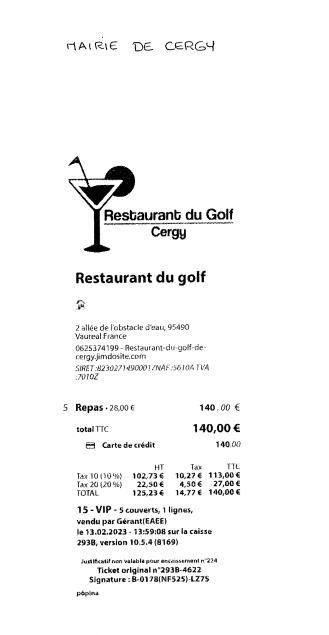 MAIRIE DE CERGY
Restaurant du Golf
Cergy
Restaurant du golf
2 allée de l'obstacle d'eau, 95490
Vaureal France
0625374199 - Restaurant-du-golf-de-
cergy.jimdosite.com
SIRET :82302714900017 NAF :5610A TVA
:7010Z
5 Repas • 28,00 € 140.00 €
total TTC 140,00 €
Carte de crédit 140.00
HT Tax TTC
Tax 10 (10 %) 102,73 € 10,27 € 113,00 €
Tax 20 (20 %) 22,50 € 4,50 € 27,00 €
TOTAL 125,23 € 14,77 € 140,00 €
15 - VIP - 5 couverts, 1 lignes,
vendu par Gérant(EAEE)
le 13.02.2023 - 13:59:08 sur la caisse
293B, version 10.5.4 (8169)
Justificatif non valable pour encaissement n°224
Ticket original n°293B-4622
Signature : B-0178(NF525)-LZ75
popina